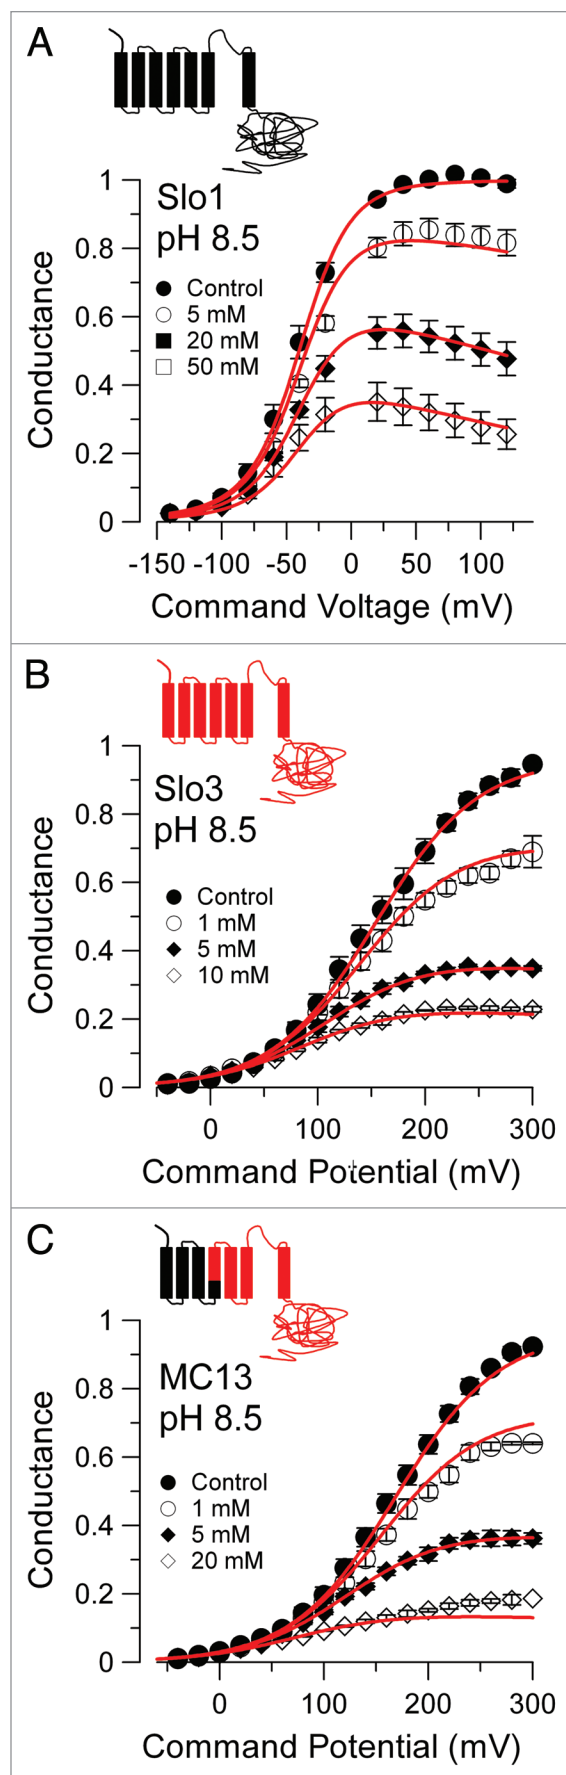 A
Slo1
pH 8.5
Control
5 mM
20 mM
50 mM
Conductance
1
0.8
0.6
0.4
0.2
0
-150 -100 -50 0 50 100
Command Voltage (mV)
B
Slo3
pH 8.5
Control
1 mM
5 mM
10 mM
Conductance
1
0.8
0.6
0.4
0.2
0
0 100 200 300
Command Potential (mV)
C
MC13
pH 8.5
Control
1 mM
5 mM
20 mM
Conductance
1
0.8
0.6
0.4
0.2
0
0 100 200 300
Command Potential (mV)